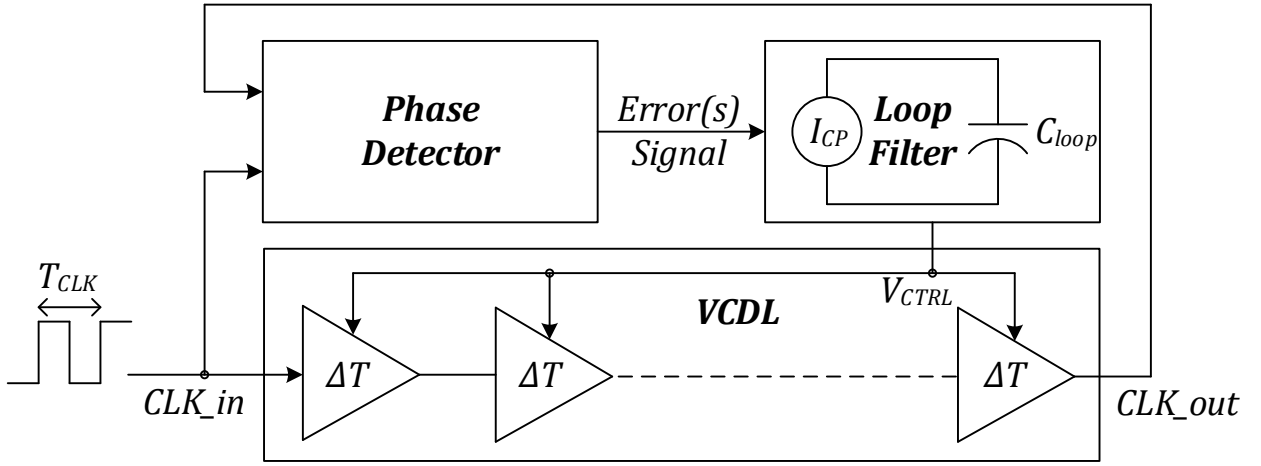 Phase
Detector
Error(s)
Signal
I_CP
Loop
Filter
C_loop
T_CLK
V_CTRL
VCDL
ΔT
ΔT
ΔT
CLK_in
CLK_out